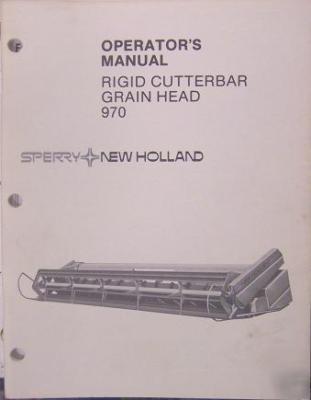 OPERATOR'S
MANUAL
RIGID CUTTERBAR
GRAIN HEAD
970
SPERRY NEW HOLLAND